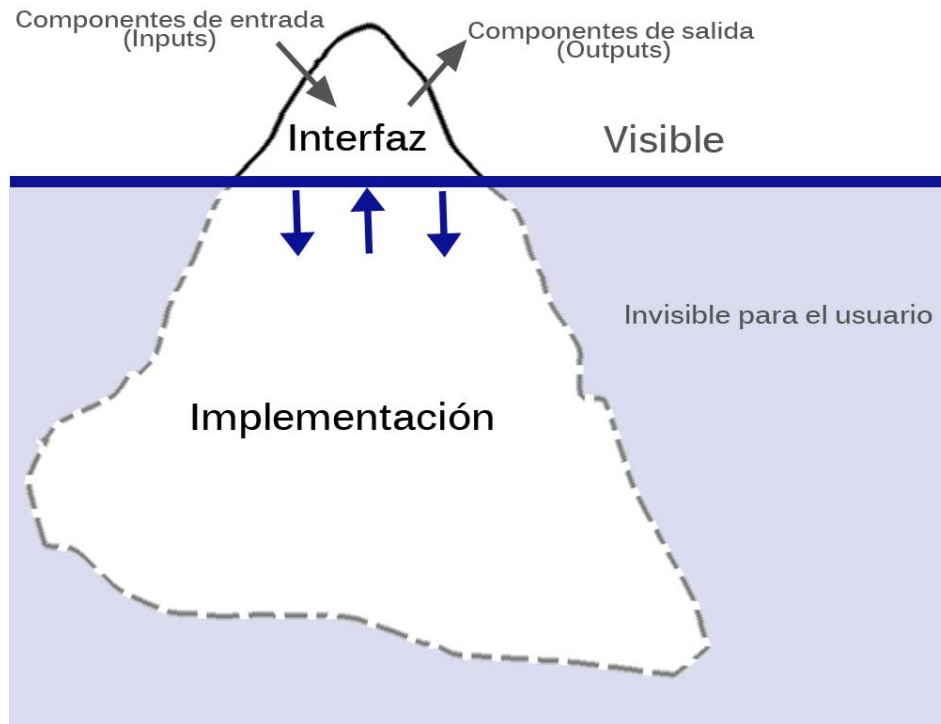 Componentes de entrada
(Inputs)
Componentes de salida
(Outputs)
Interfaz
Visible
Invisible para el usuario
Implementación